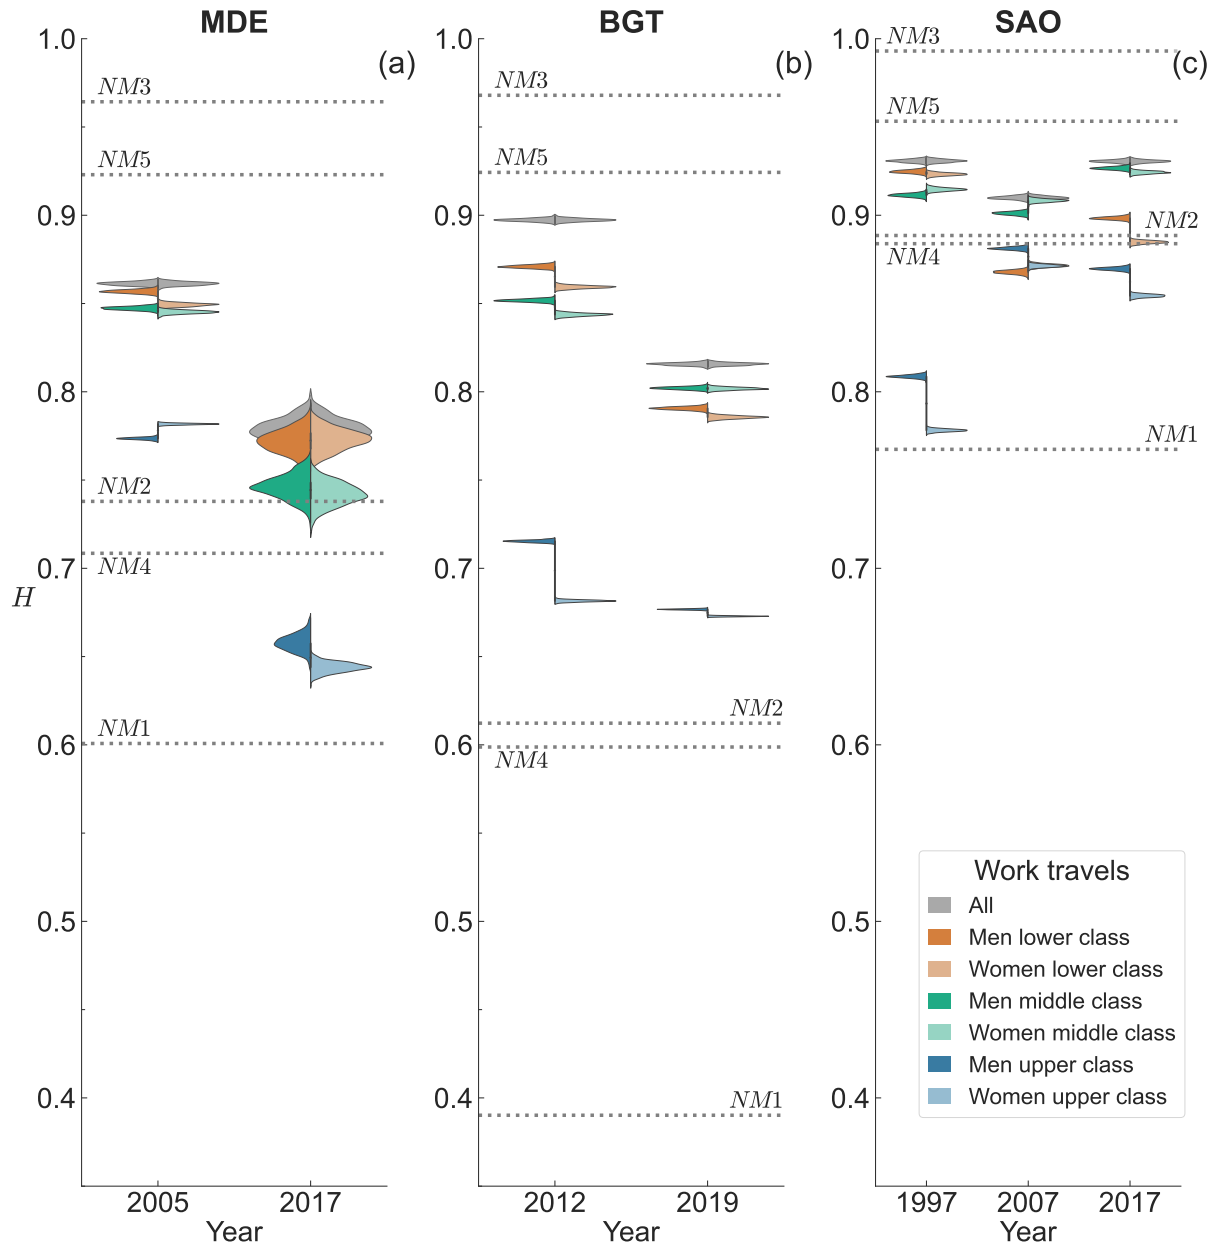 MDE
BGT
SAO
(a)
(b)
(c)
1.0
0.9
0.8
0.7
0.6
0.5
0.4
H
NM3
NM5
NM2
NM4
NM1
2005
2017
Year
1.0
0.9
0.8
0.7
0.6
0.5
0.4
NM3
NM5
NM2
NM4
NM1
2012
2019
Year
1.0
0.9
0.8
0.7
0.6
0.5
0.4
NM3
NM5
NM2
NM4
NM1
1997
2007
2017
Year
Work travels
All
Men lower class
Women lower class
Men middle class
Women middle class
Men upper class
Women upper class